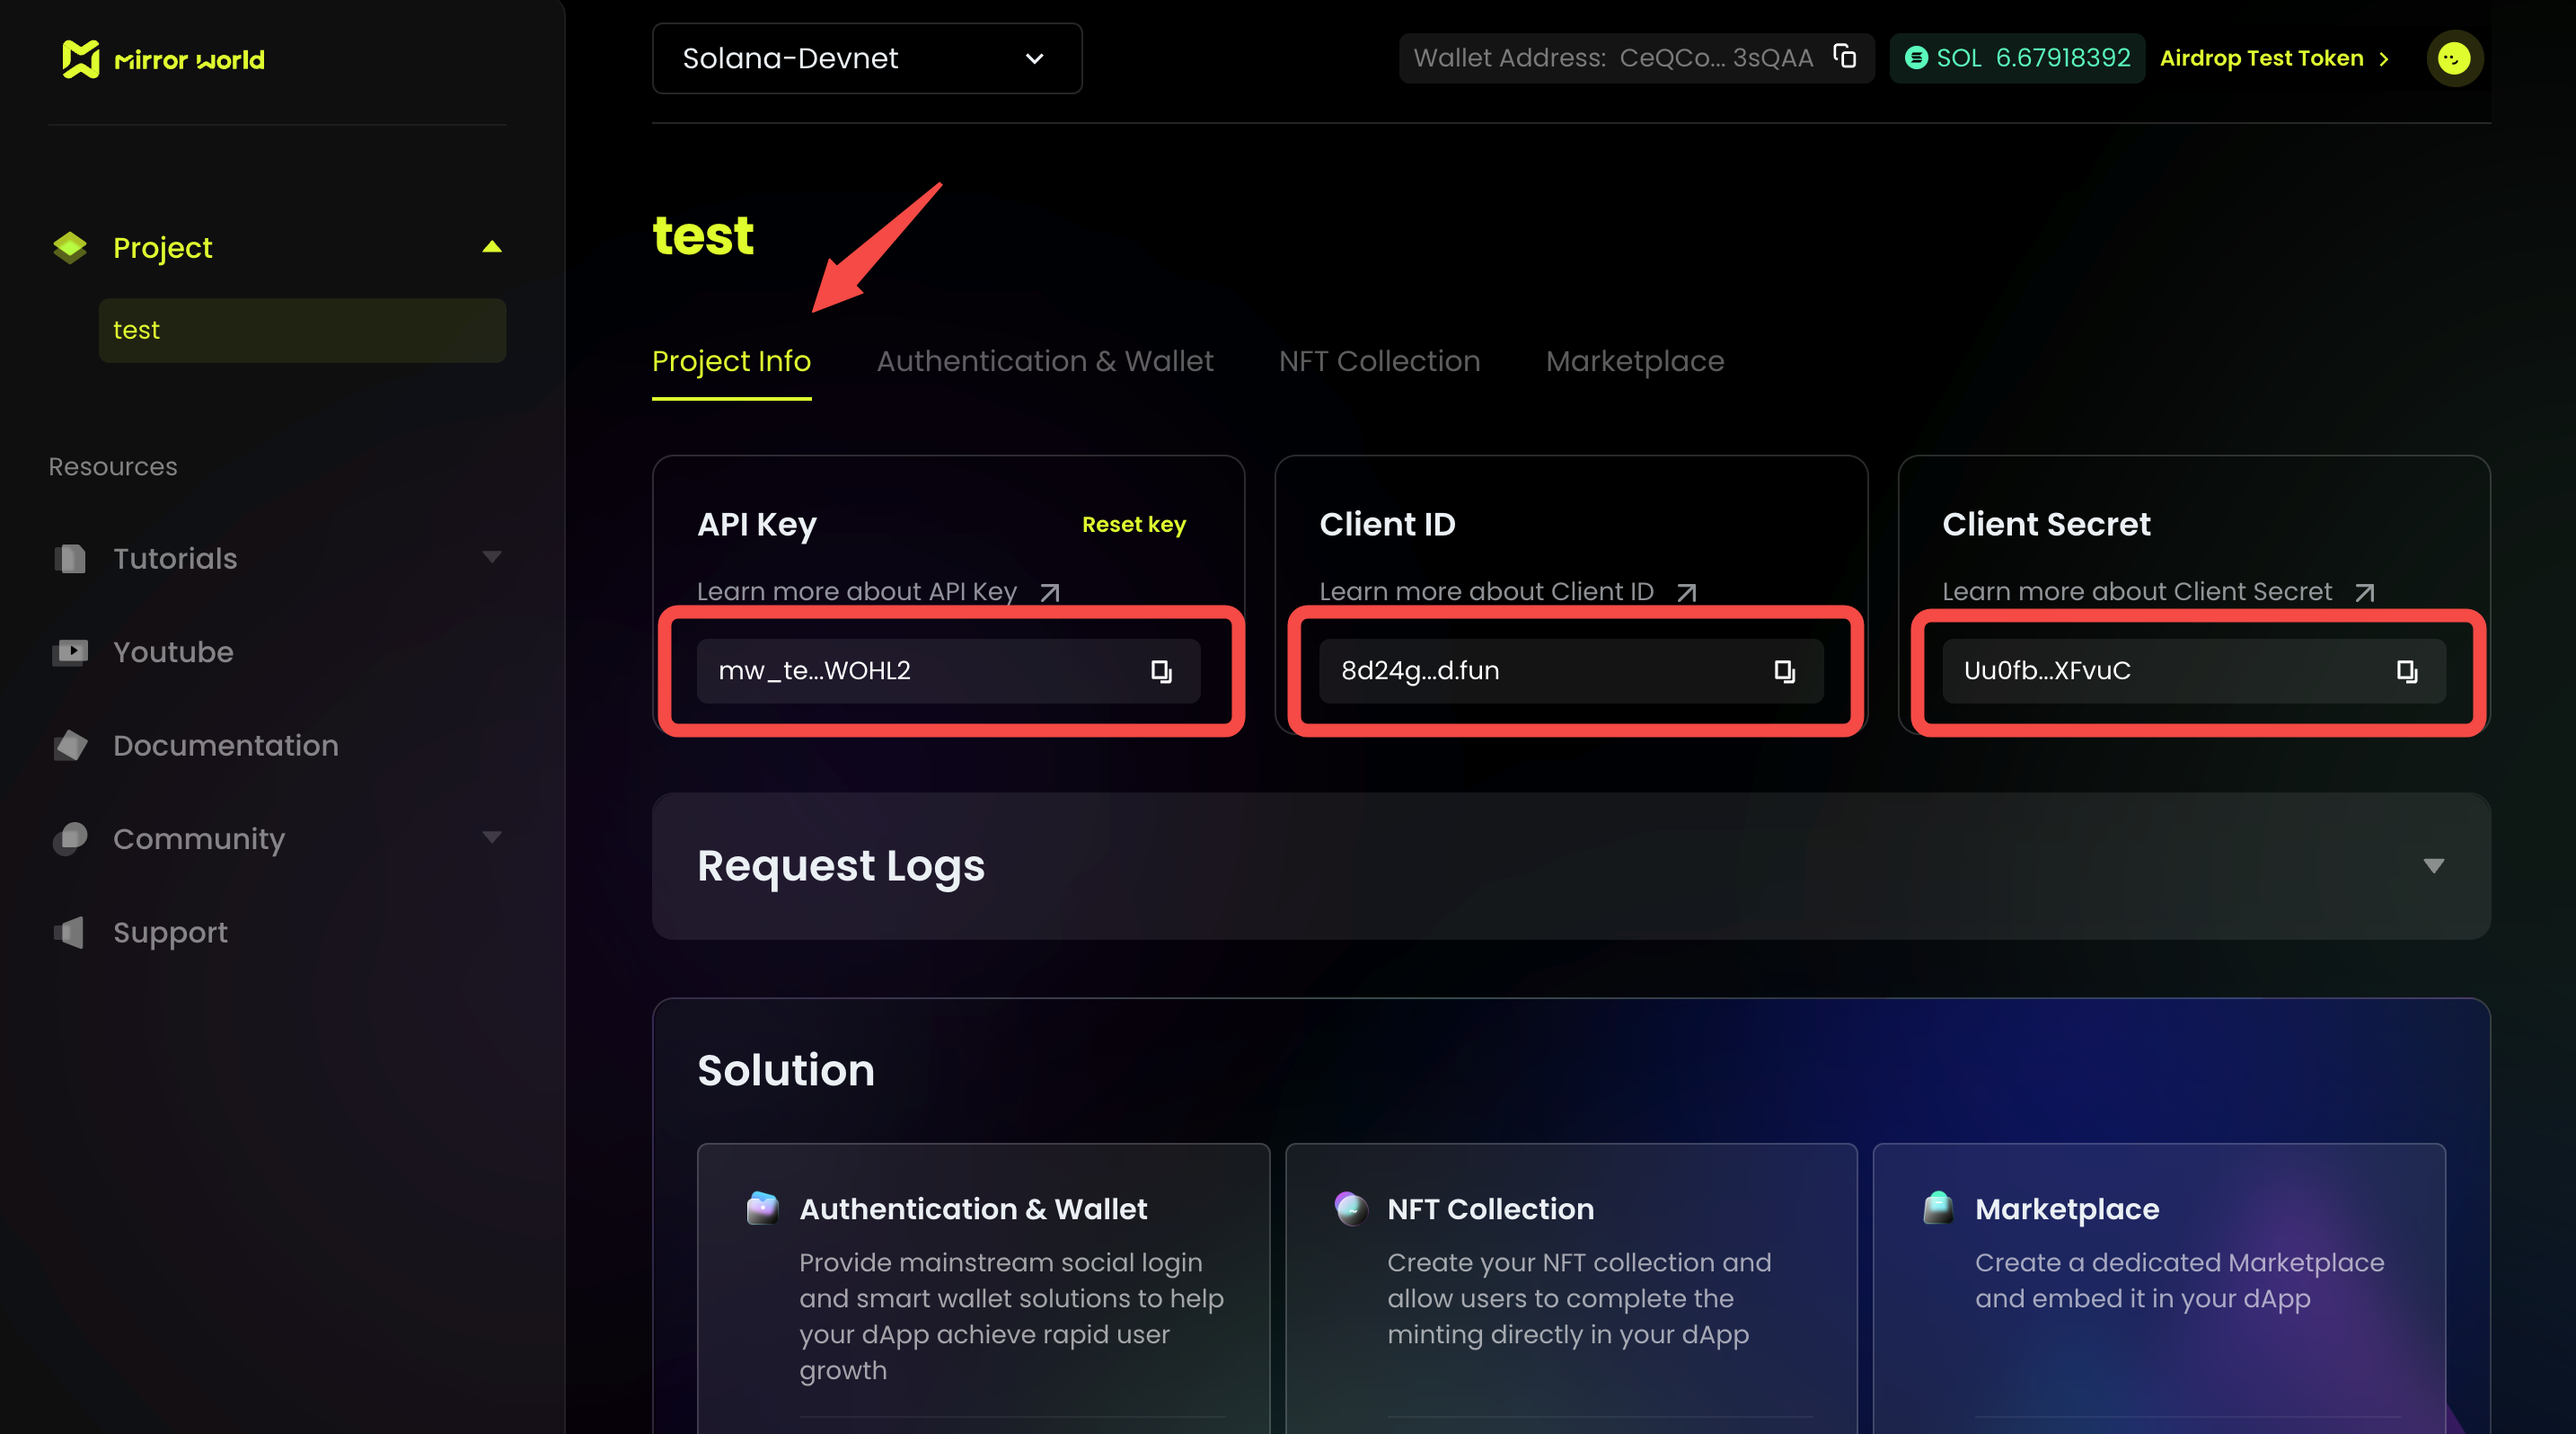 mirror world
Project
test
Resources
Tutorials
Youtube
Documentation
Community
Support
Solana-Devnet
Wallet Address: CeQCo... 3sQAA
SOL 6.67918392
Airdrop Test Token
test
Project Info
Authentication & Wallet
NFT Collection
Marketplace
API Key
Reset key
Learn more about API Key
mw_te...WOHL2
Client ID
Learn more about Client ID
8d24g...d.fun
Client Secret
Learn more about Client Secret
Uu0fb...XFvuC
Request Logs
Solution
Authentication & Wallet
Provide mainstream social login
and smart wallet solutions to help
your dApp achieve rapid user
growth
NFT Collection
Create your NFT collection and
allow users to complete the
minting directly in your dApp
Marketplace
Create a dedicated Marketplace
and embed it in your dApp